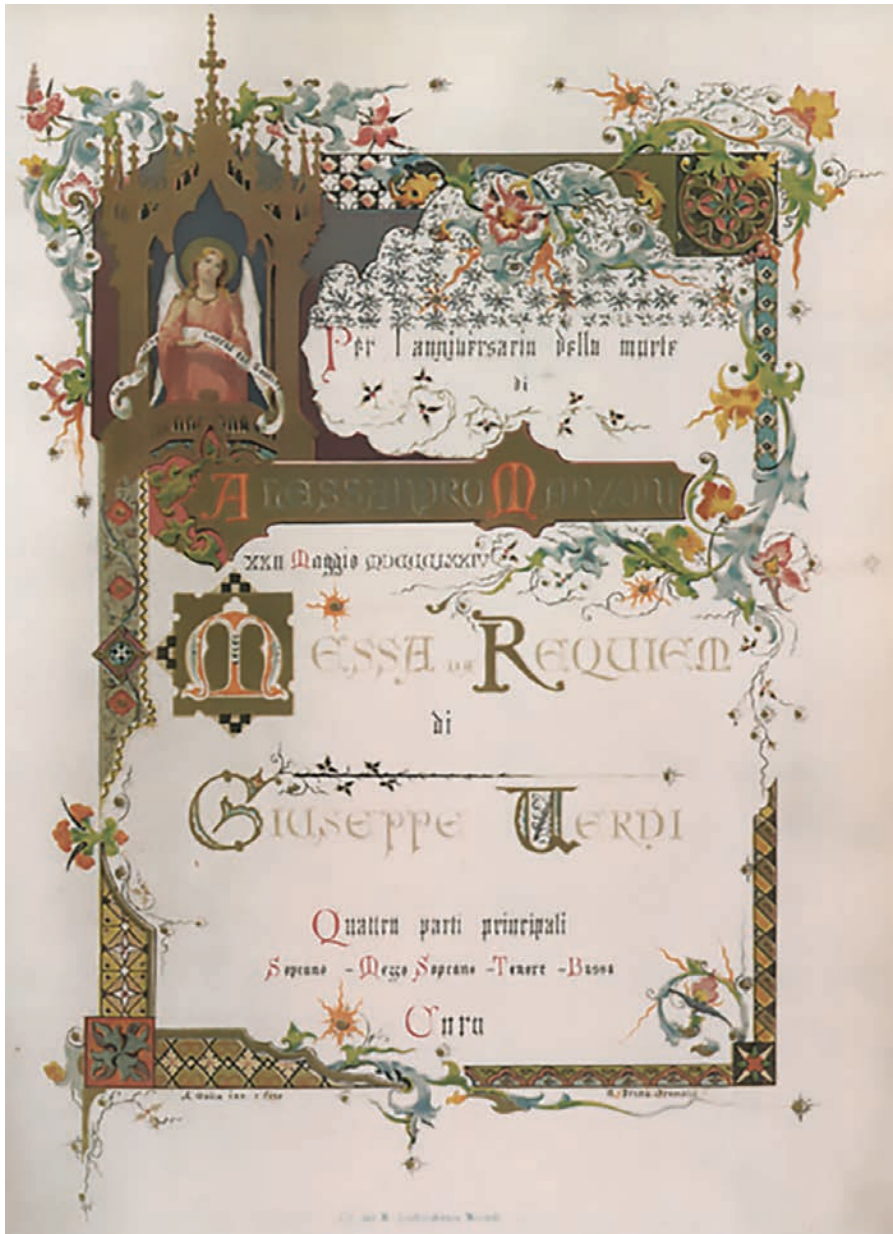 Per l anniversario della morte
di
ALESSANDRO MANZONI
XXII Maggio MDCCCLXXIV
MESSA DA REQUIEM
di
GIUSEPPE VERDI
Quattro parti principali
Soprano - Mezzo Soprano - Tenore - Basso
Coro